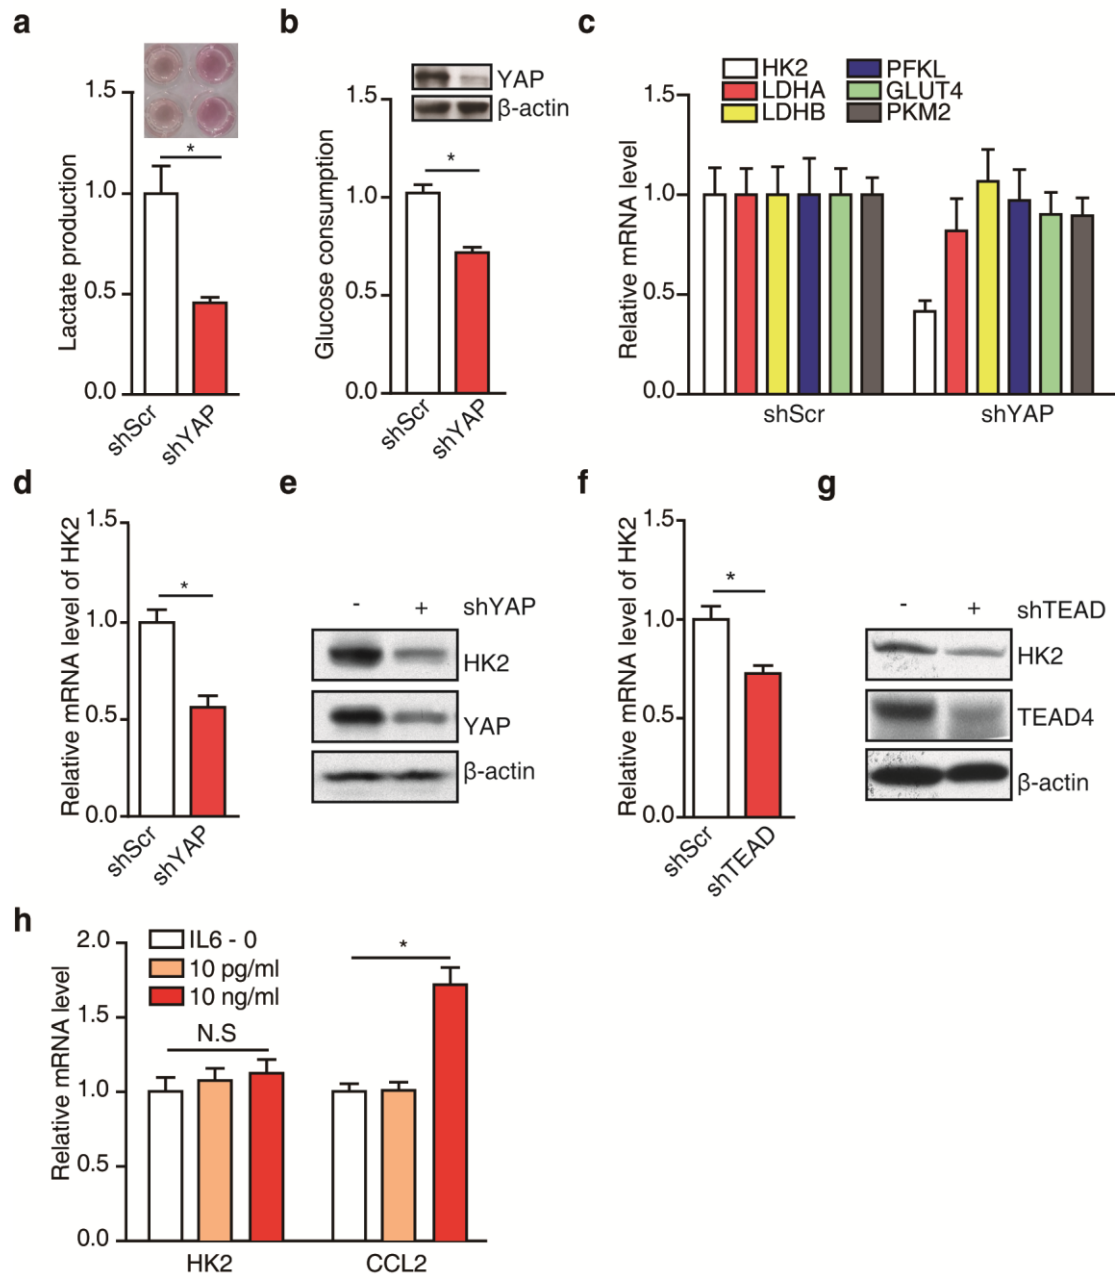 a
Lactate production
1.5
1.0
0.5
0.0
*
shScr
shYAP
b
Glucose consumption
1.5
1.0
0.5
0.0
YAP
β-actin
*
shScr
shYAP
c
Relative mRNA level
1.5
1.0
0.5
0.0
HK2
LDHA
LDHB
PFKL
GLUT4
PKM2
shScr
shYAP
d
Relative mRNA level of HK2
1.5
1.0
0.5
0.0
*
shScr
shYAP
e
- + shYAP
HK2
YAP
β-actin
f
Relative mRNA level of HK2
1.5
1.0
0.5
0.0
*
shScr
shTEAD
g
- + shTEAD
HK2
TEAD4
β-actin
h
Relative mRNA level
2.0
1.5
1.0
0.5
0.0
IL6 - 0
10 pg/ml
10 ng/ml
N.S
*
HK2
CCL2